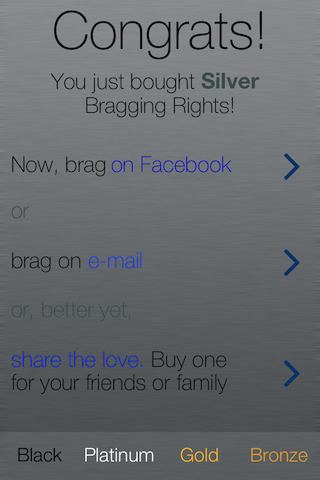 Congrats!
You just bought Silver
Bragging Rights!
Now, brag on Facebook
or
brag on e-mail
or, better yet,
share the love. Buy one
for your friends or family
Black Platinum Gold Bronze